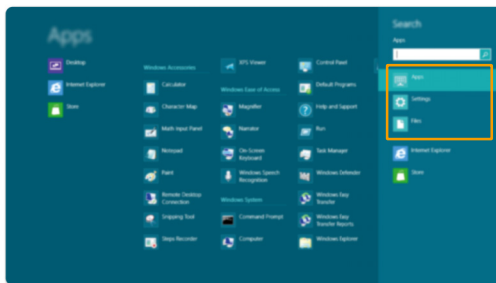 Apps
Desktop
Internet Explorer
Store
Windows Accessories
Calculator
Character Map
Math Input Panel
Notepad
Paint
Remote Desktop
Connection
Snipping Tool
Steps Recorder
XPS Viewer
Windows Ease of Access
Magnifier
Narrator
On-Screen
Keyboard
Windows Speech
Recognition
Windows System
Command Prompt
Computer
Control Panel
Default Programs
Help and Support
Run
Task Manager
Windows Defender
Windows Easy
Transfer
Windows Easy
Transfer Reports
Windows Explorer
Search
Apps
Apps
Settings
Files
Internet Explorer
Store